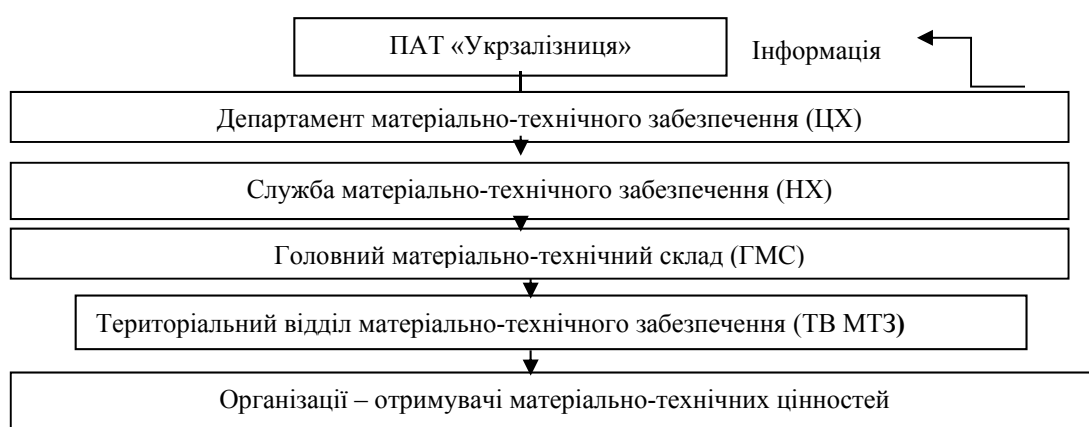 ПАТ «Укрзалізниця»
Інформація
Департамент матеріально-технічного забезпечення (ЦХ)
Служба матеріально-технічного забезпечення (НХ)
Головний матеріально-технічний склад (ГМС)
Територіальний відділ матеріально-технічного забезпечення (ТВ МТЗ)
Організації – отримувачі матеріально-технічних цінностей